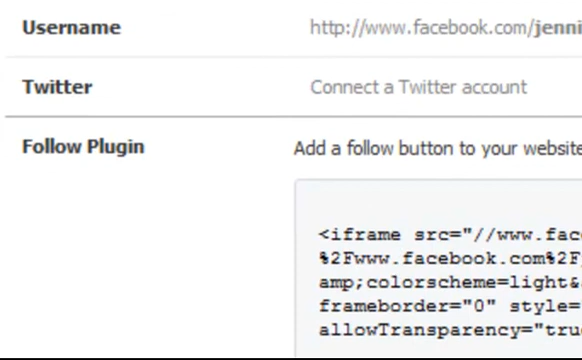 Username http://www.facebook.com/jenni
Twitter Connect a Twitter account
Follow Plugin Add a follow button to your website
<iframe src="//www.fac
%2Fwww.facebook.com%2F
amp;colorscheme=light&
frameborder="0" style=
allowTransparency="tru